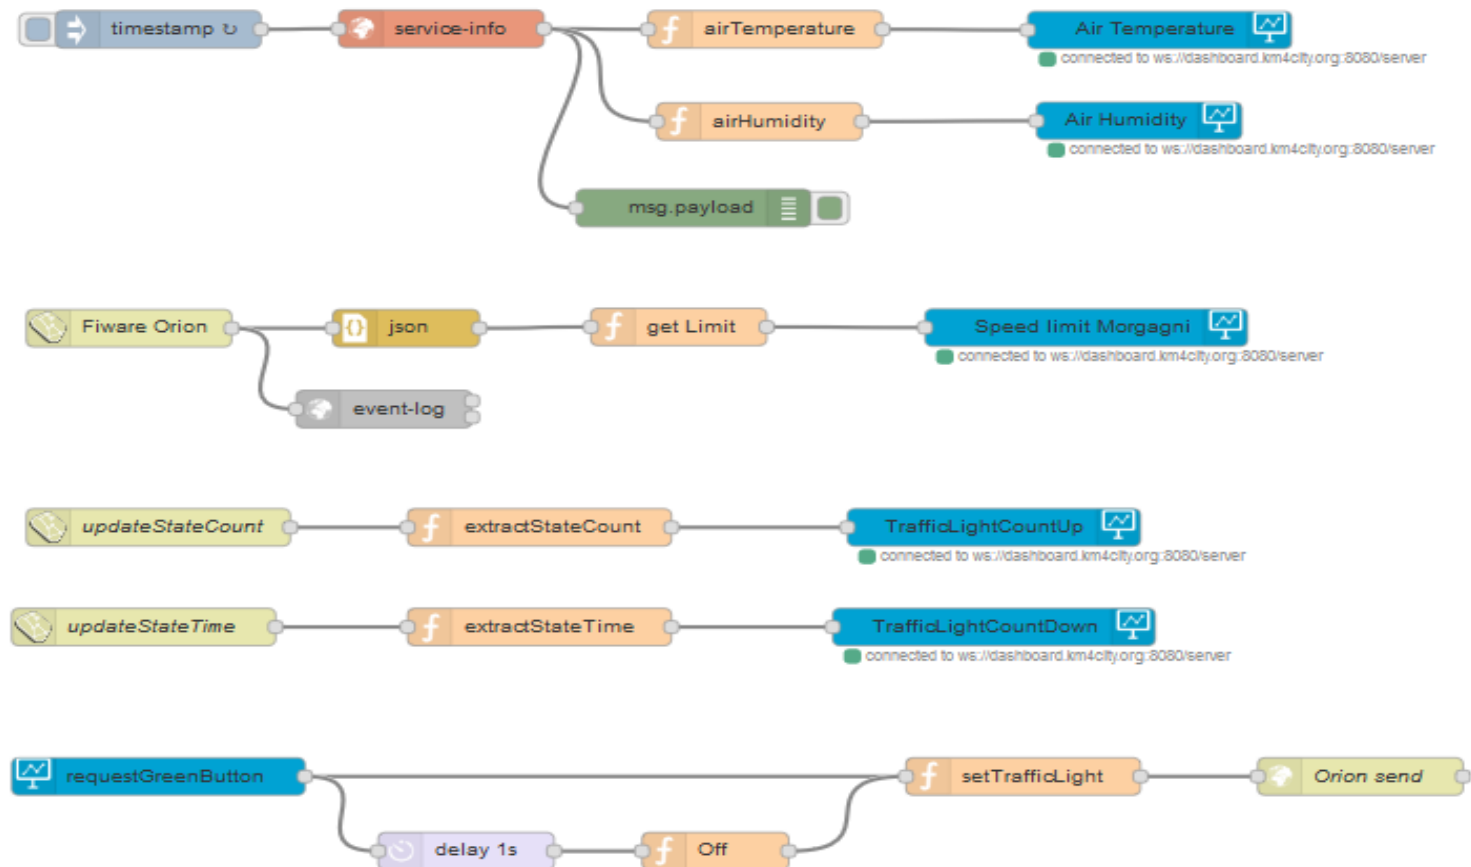 timestamp ↻ service-info airTemperature Air Temperature
connected to ws://dashboard.km4city.org:8080/server
airHumidity Air Humidity
connected to ws://dashboard.km4city.org:8080/server
msg.payload
Fiware Orion json get Limit Speed limit Morgagni
connected to ws://dashboard.km4city.org:8080/server
event-log
updateStateCount extractStateCount TrafficLightCountUp
connected to ws://dashboard.km4city.org:8080/server
updateStateTime extractStateTime TrafficLightCountDown
connected to ws://dashboard.km4city.org:8080/server
requestGreenButton setTrafficLight Orion send
delay 1s Off